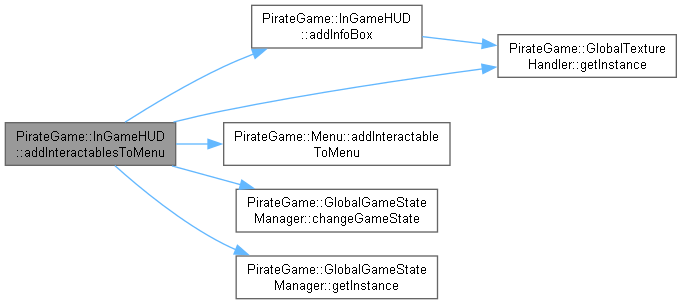 PirateGame::InGameHUD
::addInteractablesToMenu
PirateGame::InGameHUD
::addInfoBox
PirateGame::GlobalTexture
Handler::getInstance
PirateGame::Menu::addInteractable
ToMenu
PirateGame::GlobalGameState
Manager::changeGameState
PirateGame::GlobalGameState
Manager::getInstance